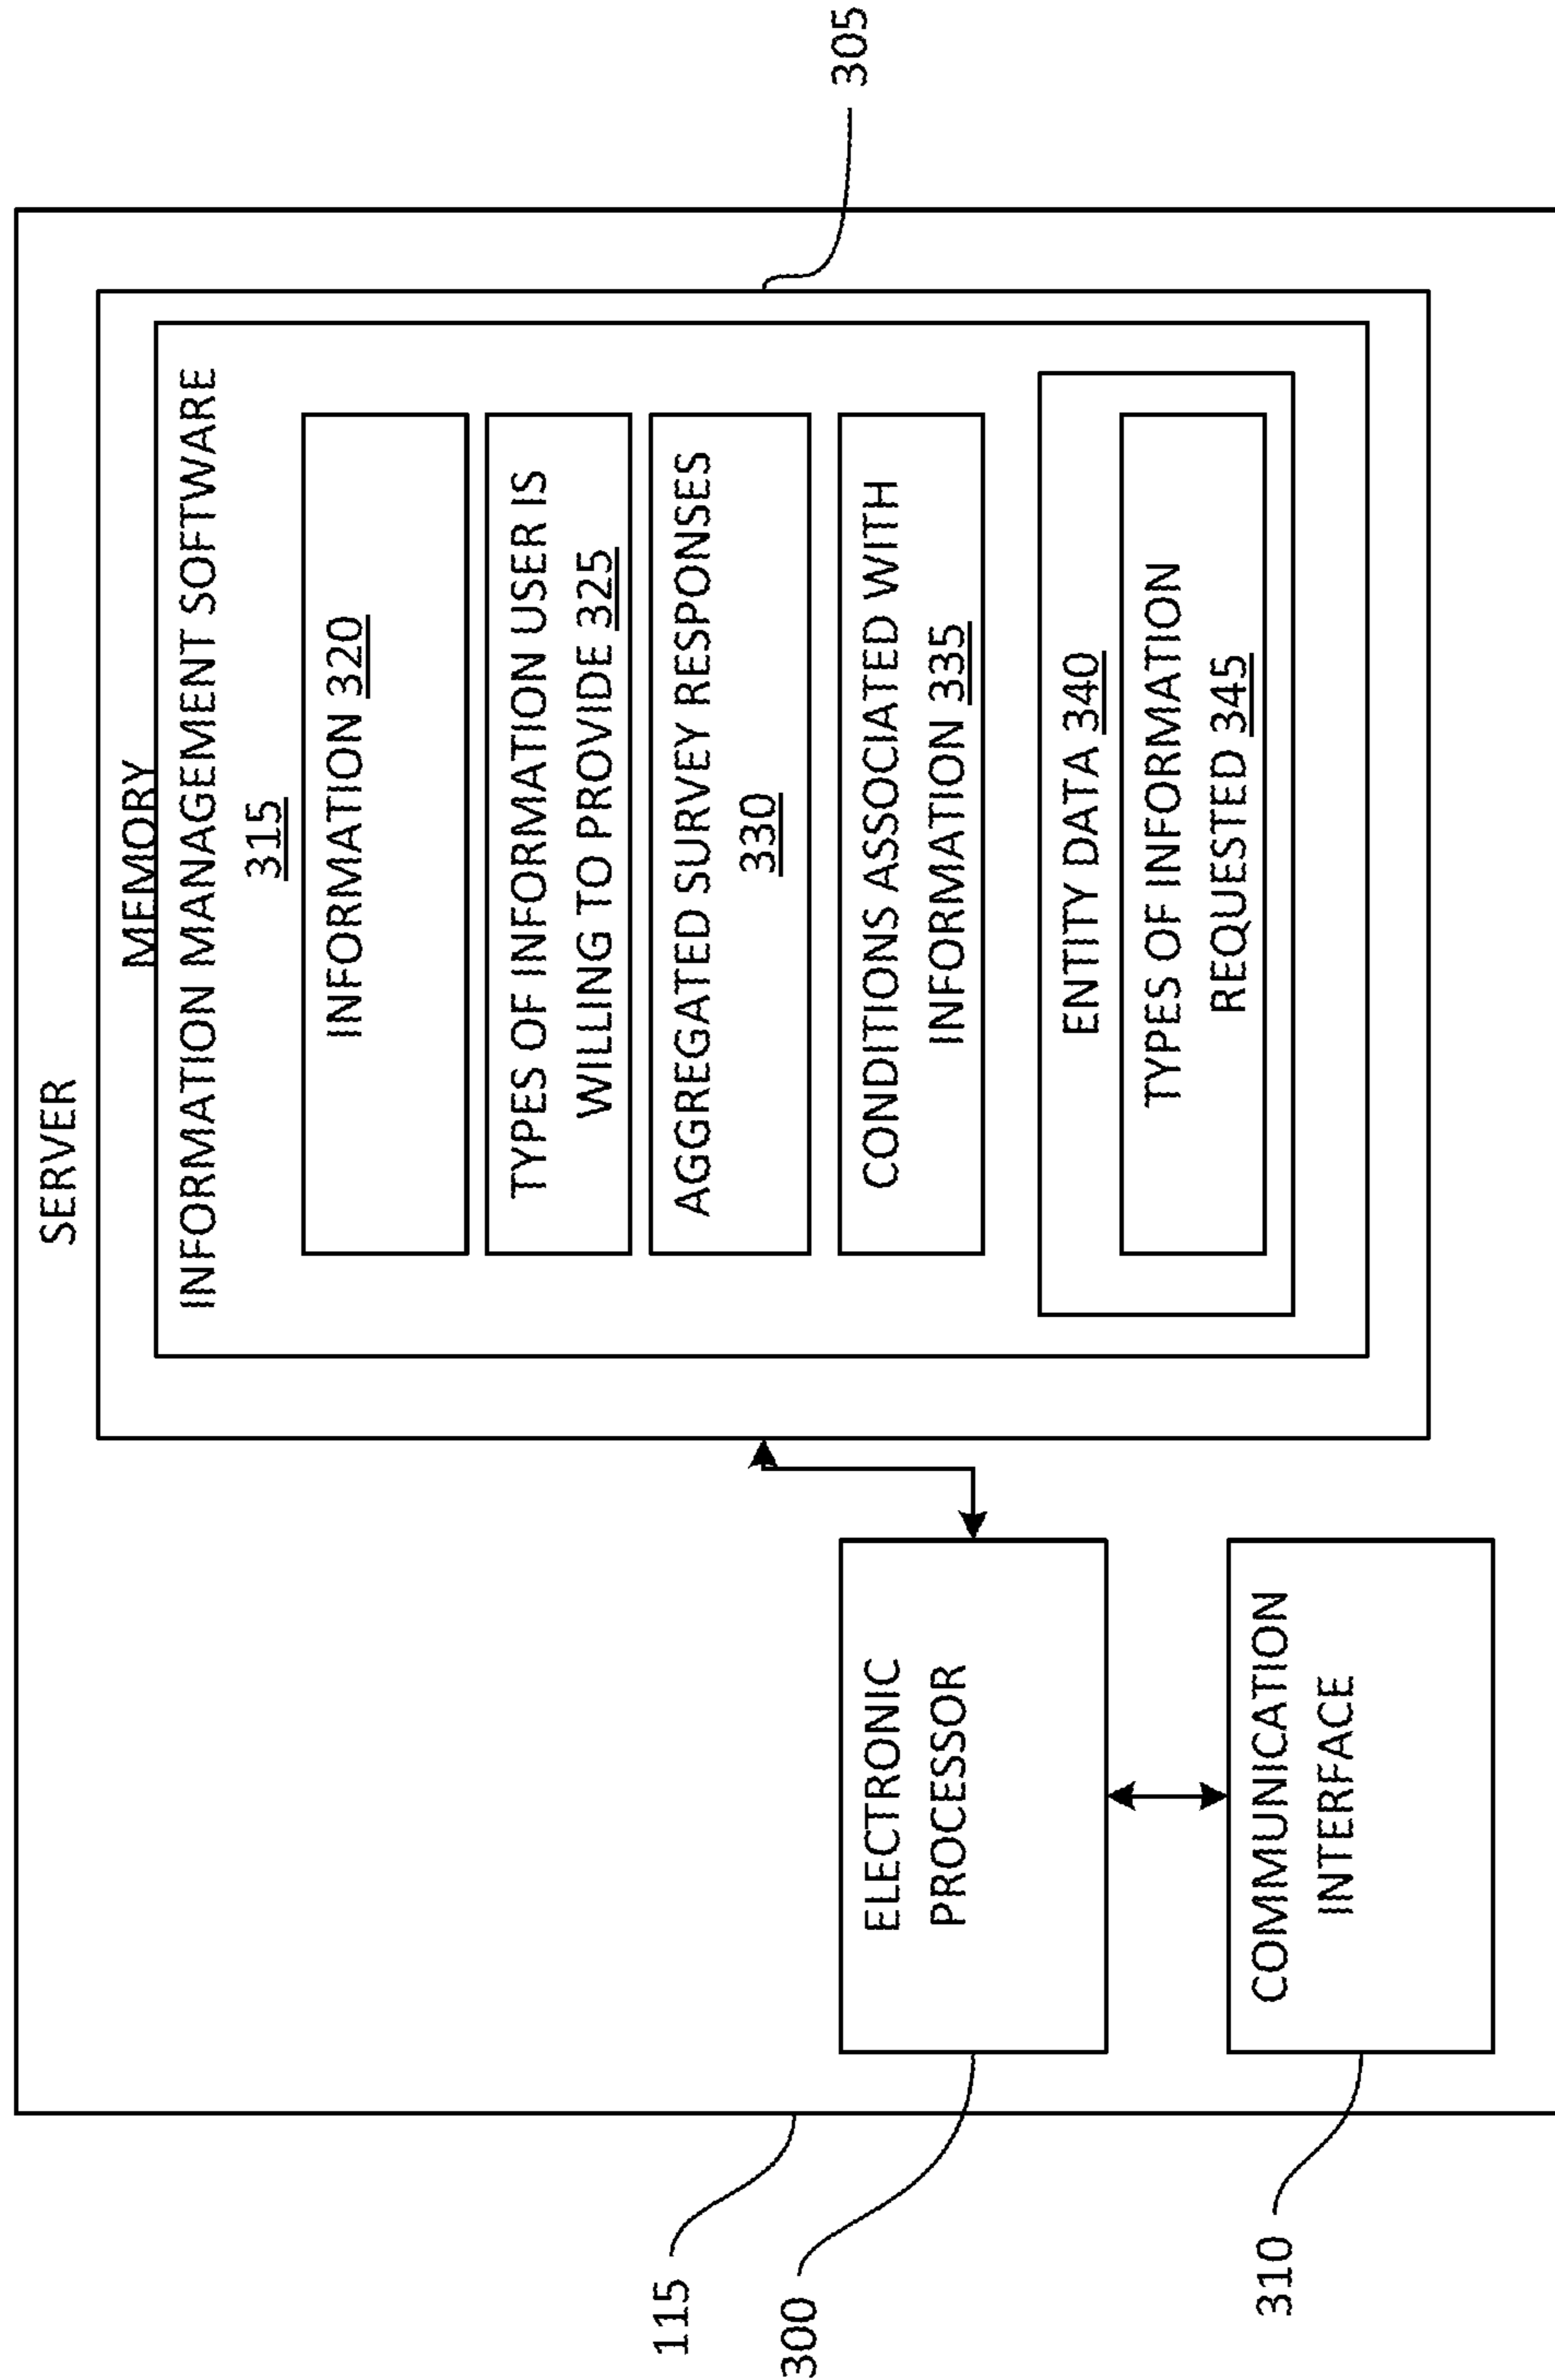 SERVER
MEMORY
INFORMATION MANAGEMENT SOFTWARE
315
INFORMATION 320
TYPES OF INFORMATION USER IS
WILLING TO PROVIDE 325
AGGREGATED SURVEY RESPONSES
330
CONDITIONS ASSOCIATED WITH
INFORMATION 335
ENTITY DATA 340
TYPES OF INFORMATION
REQUESTED 345
305
ELECTRONIC
PROCESSOR
COMMUNICATION
INTERFACE
115
300
310